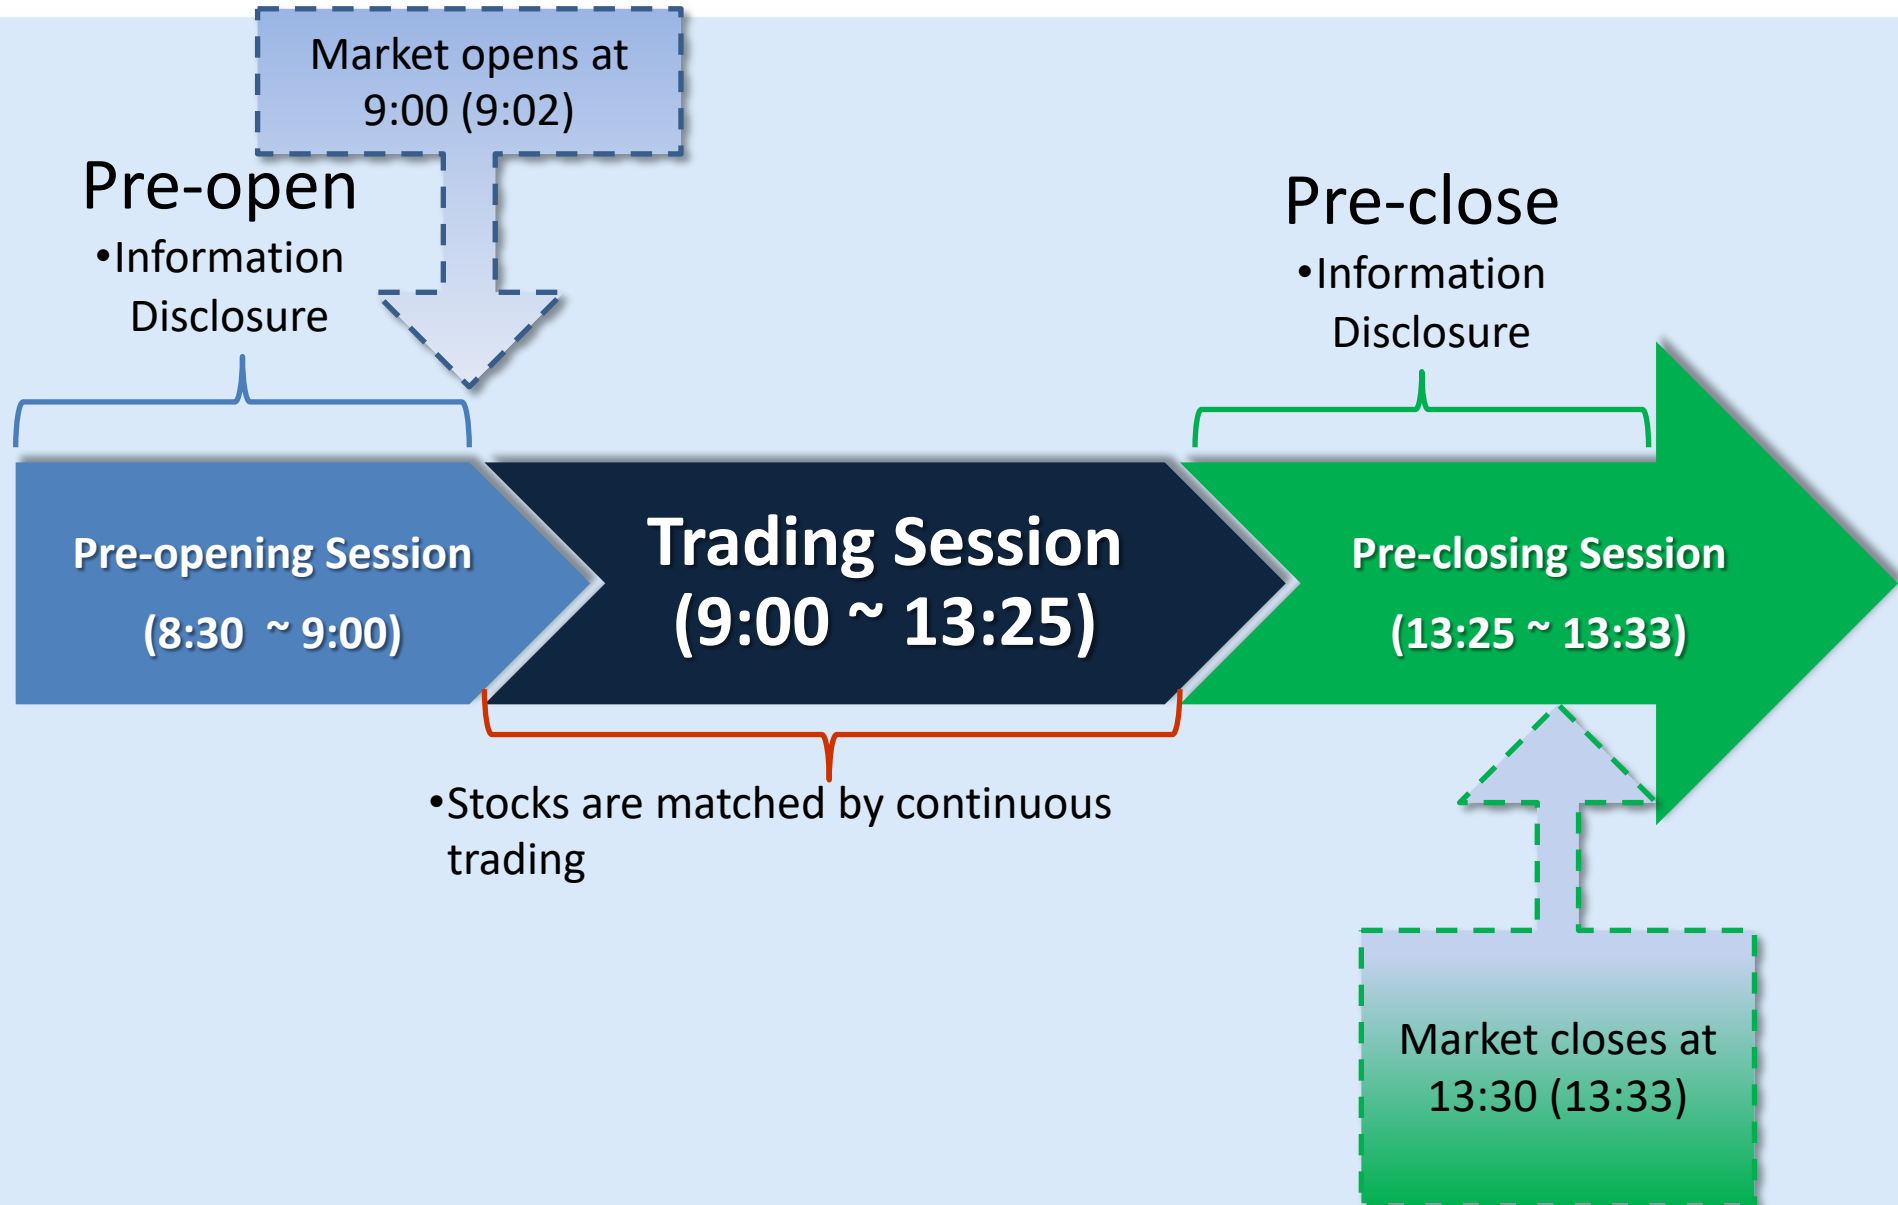 Market opens at
9:00 (9:02)
Pre-open
•Information
Disclosure
Pre-close
•Information
Disclosure
Pre-opening Session
(8:30 ~ 9:00)
Trading Session
(9:00 ~ 13:25)
Pre-closing Session
(13:25 ~ 13:33)
•Stocks are matched by continuous
trading
Market closes at
13:30 (13:33)